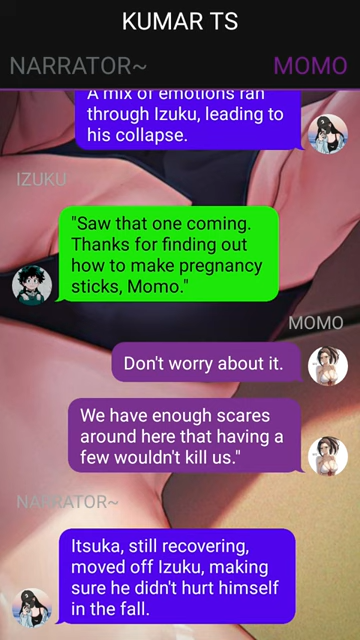 KUMAR TS
NARRATOR~ MOMO
A mix of emotions ran
through Izuku, leading to
his collapse.
IZUKU
"Saw that one coming.
Thanks for finding out
how to make pregnancy
sticks, Momo."
MOMO
Don't worry about it.
We have enough scares
around here that having a
few wouldn't kill us."
NARRATOR~
Itsuka, still recovering,
moved off Izuku, making
sure he didn't hurt himself
in the fall.